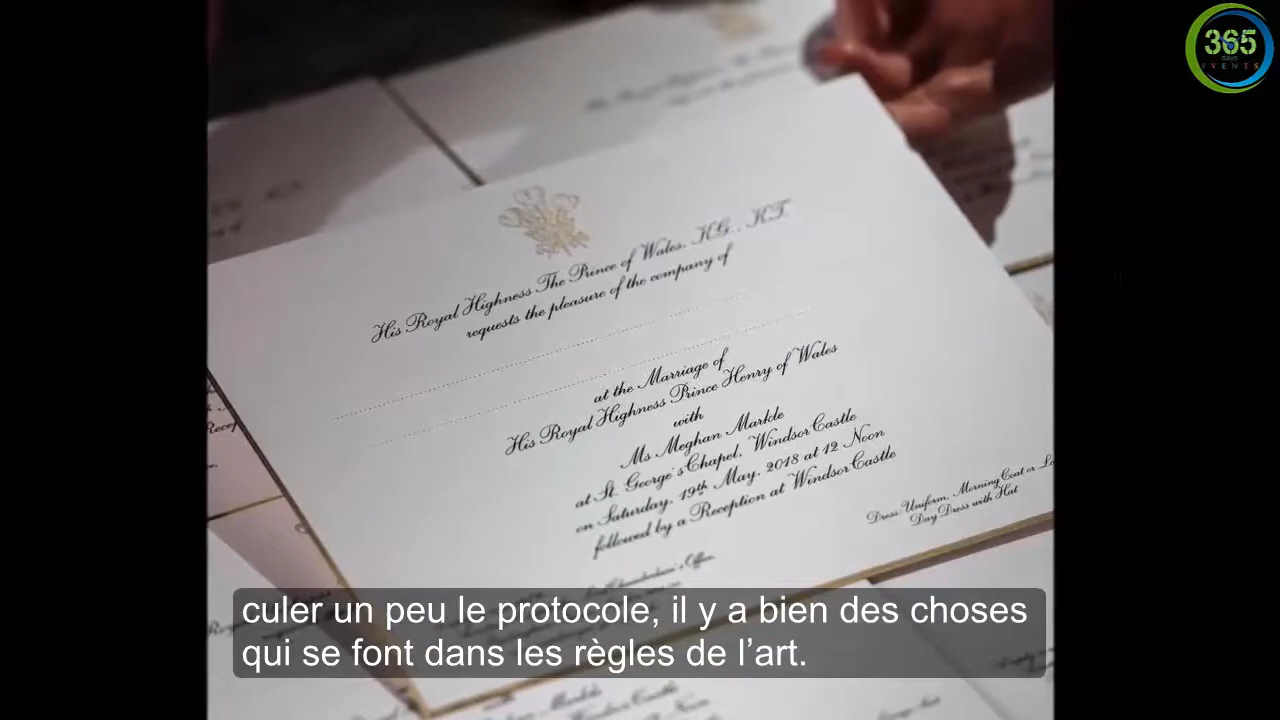 365
days
EVENTS
His Royal Highness The Prince of Wales, K.G., K.T.
requests the pleasure of the company of
at the Marriage of
His Royal Highness Prince Henry of Wales
with
Ms Meghan Markle
at St. George's Chapel, Windsor Castle
on Saturday, 19th May, 2018 at 12 Noon
followed by a Reception at Windsor Castle
Dress: Uniform, Morning Coat or
Day Dress with Hat
culer un peu le protocole, il y a bien des choses
qui se font dans les règles de l’art.